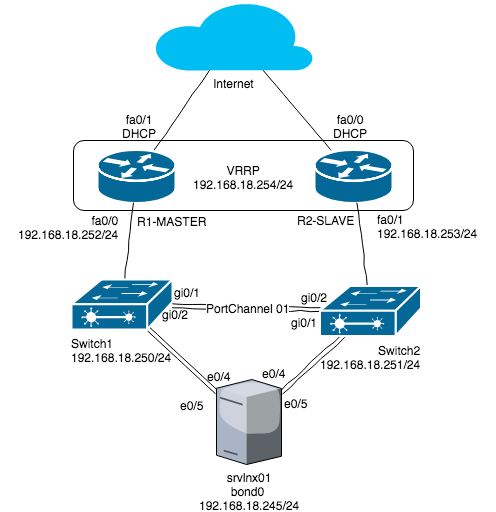 Internet
fa0/1
DHCP
fa0/0
DHCP
VRRP
192.168.18.254/24
fa0/0
R1-MASTER
192.168.18.252/24
R2-SLAVE
fa0/1
192.168.18.253/24
gi0/1
gi0/2
PortChannel 01
gi0/2
gi0/1
Switch1
192.168.18.250/24
Switch2
192.168.18.251/24
e0/4
e0/4
e0/5
e0/5
srvlnx01
bond0
192.168.18.245/24